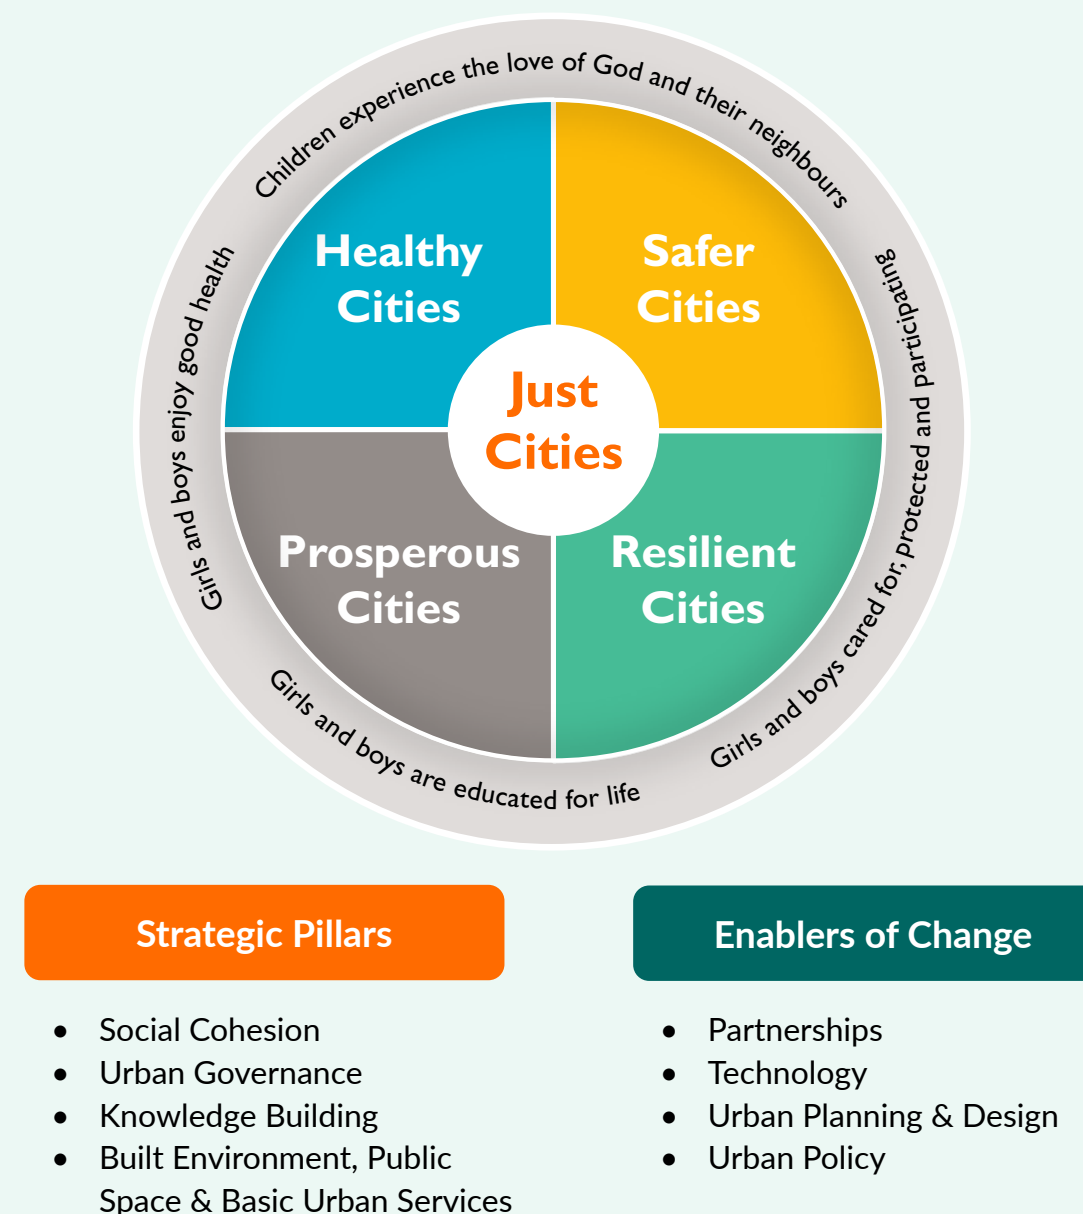 Children experience the love of God and their neighbours
Healthy
Cities
Safer
Cities
Just
Cities
Prosperous
Cities
Resilient
Cities
Girls and boys enjoy good health
Girls and boys cared for, protected and participating
Girls and boys are educated for life
Strategic Pillars
• Social Cohesion
• Urban Governance
• Knowledge Building
• Built Environment, Public
Space & Basic Urban Services
Enablers of Change
• Partnerships
• Technology
• Urban Planning & Design
• Urban Policy